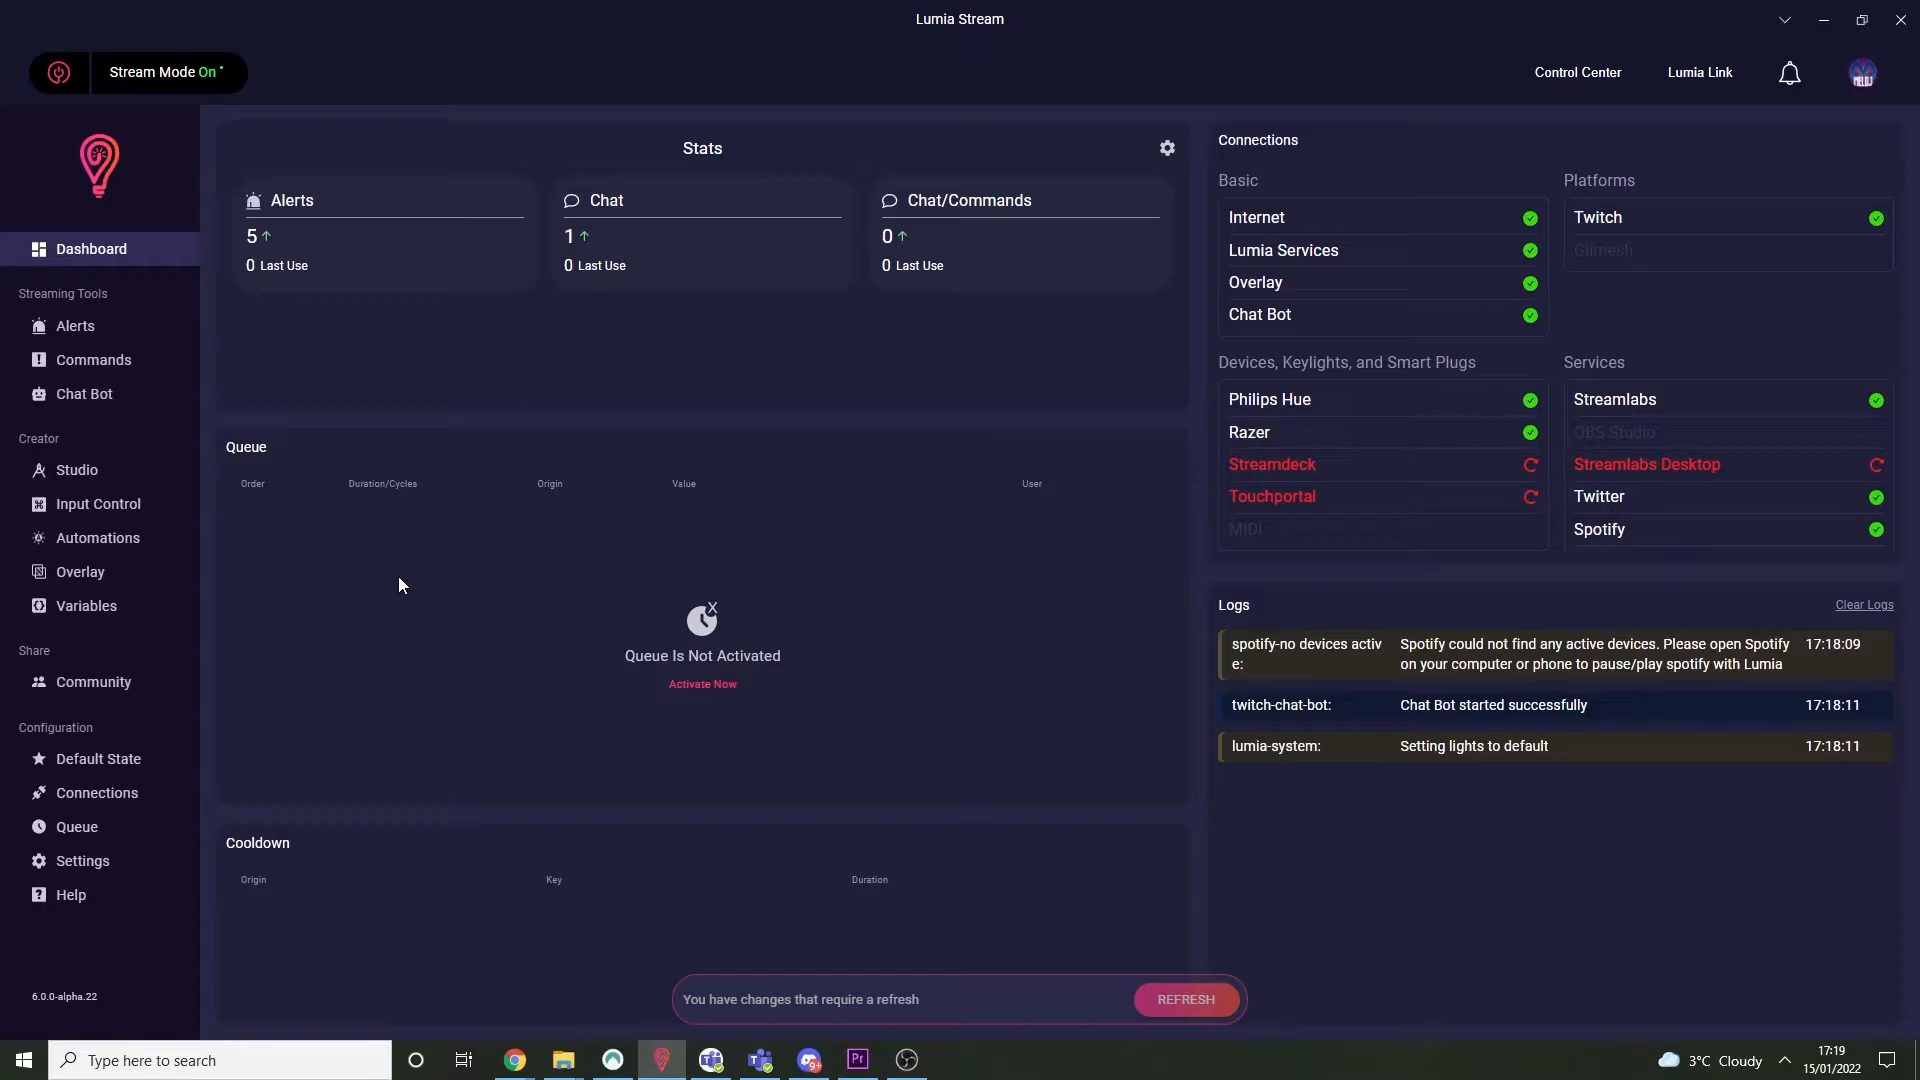 Lumia Stream
Stream Mode On
Control Center
Lumia Link
MELDJ
Dashboard
Streaming Tools
Alerts
Commands
Chat Bot
Creator
Studio
Input Control
Automations
Overlay
Variables
Share
Community
Configuration
Default State
Connections
Queue
Settings
Help
6.0.0-alpha.22
Stats
Alerts
5
0 Last Use
Chat
1
0 Last Use
Chat/Commands
0
0 Last Use
Queue
Order Duration/Cycles Origin Value User
Queue Is Not Activated
Activate Now
Cooldown
Origin Key Duration
You have changes that require a refresh
REFRESH
Connections
Basic
Internet
Lumia Services
Overlay
Chat Bot
Platforms
Twitch
Glimesh
Devices, Keylights, and Smart Plugs
Philips Hue
Razer
Streamdeck
Touchportal
MIDI
Services
Streamlabs
OBS Studio
Streamlabs Desktop
Twitter
Spotify
Logs
Clear Logs
spotify-no devices activ
e:
Spotify could not find any active devices. Please open Spotify
on your computer or phone to pause/play spotify with Lumia
17:18:09
twitch-chat-bot: Chat Bot started successfully 17:18:11
lumia-system: Setting lights to default 17:18:11
Type here to search
9+
Pr
3°C Cloudy
17:19
15/01/2022